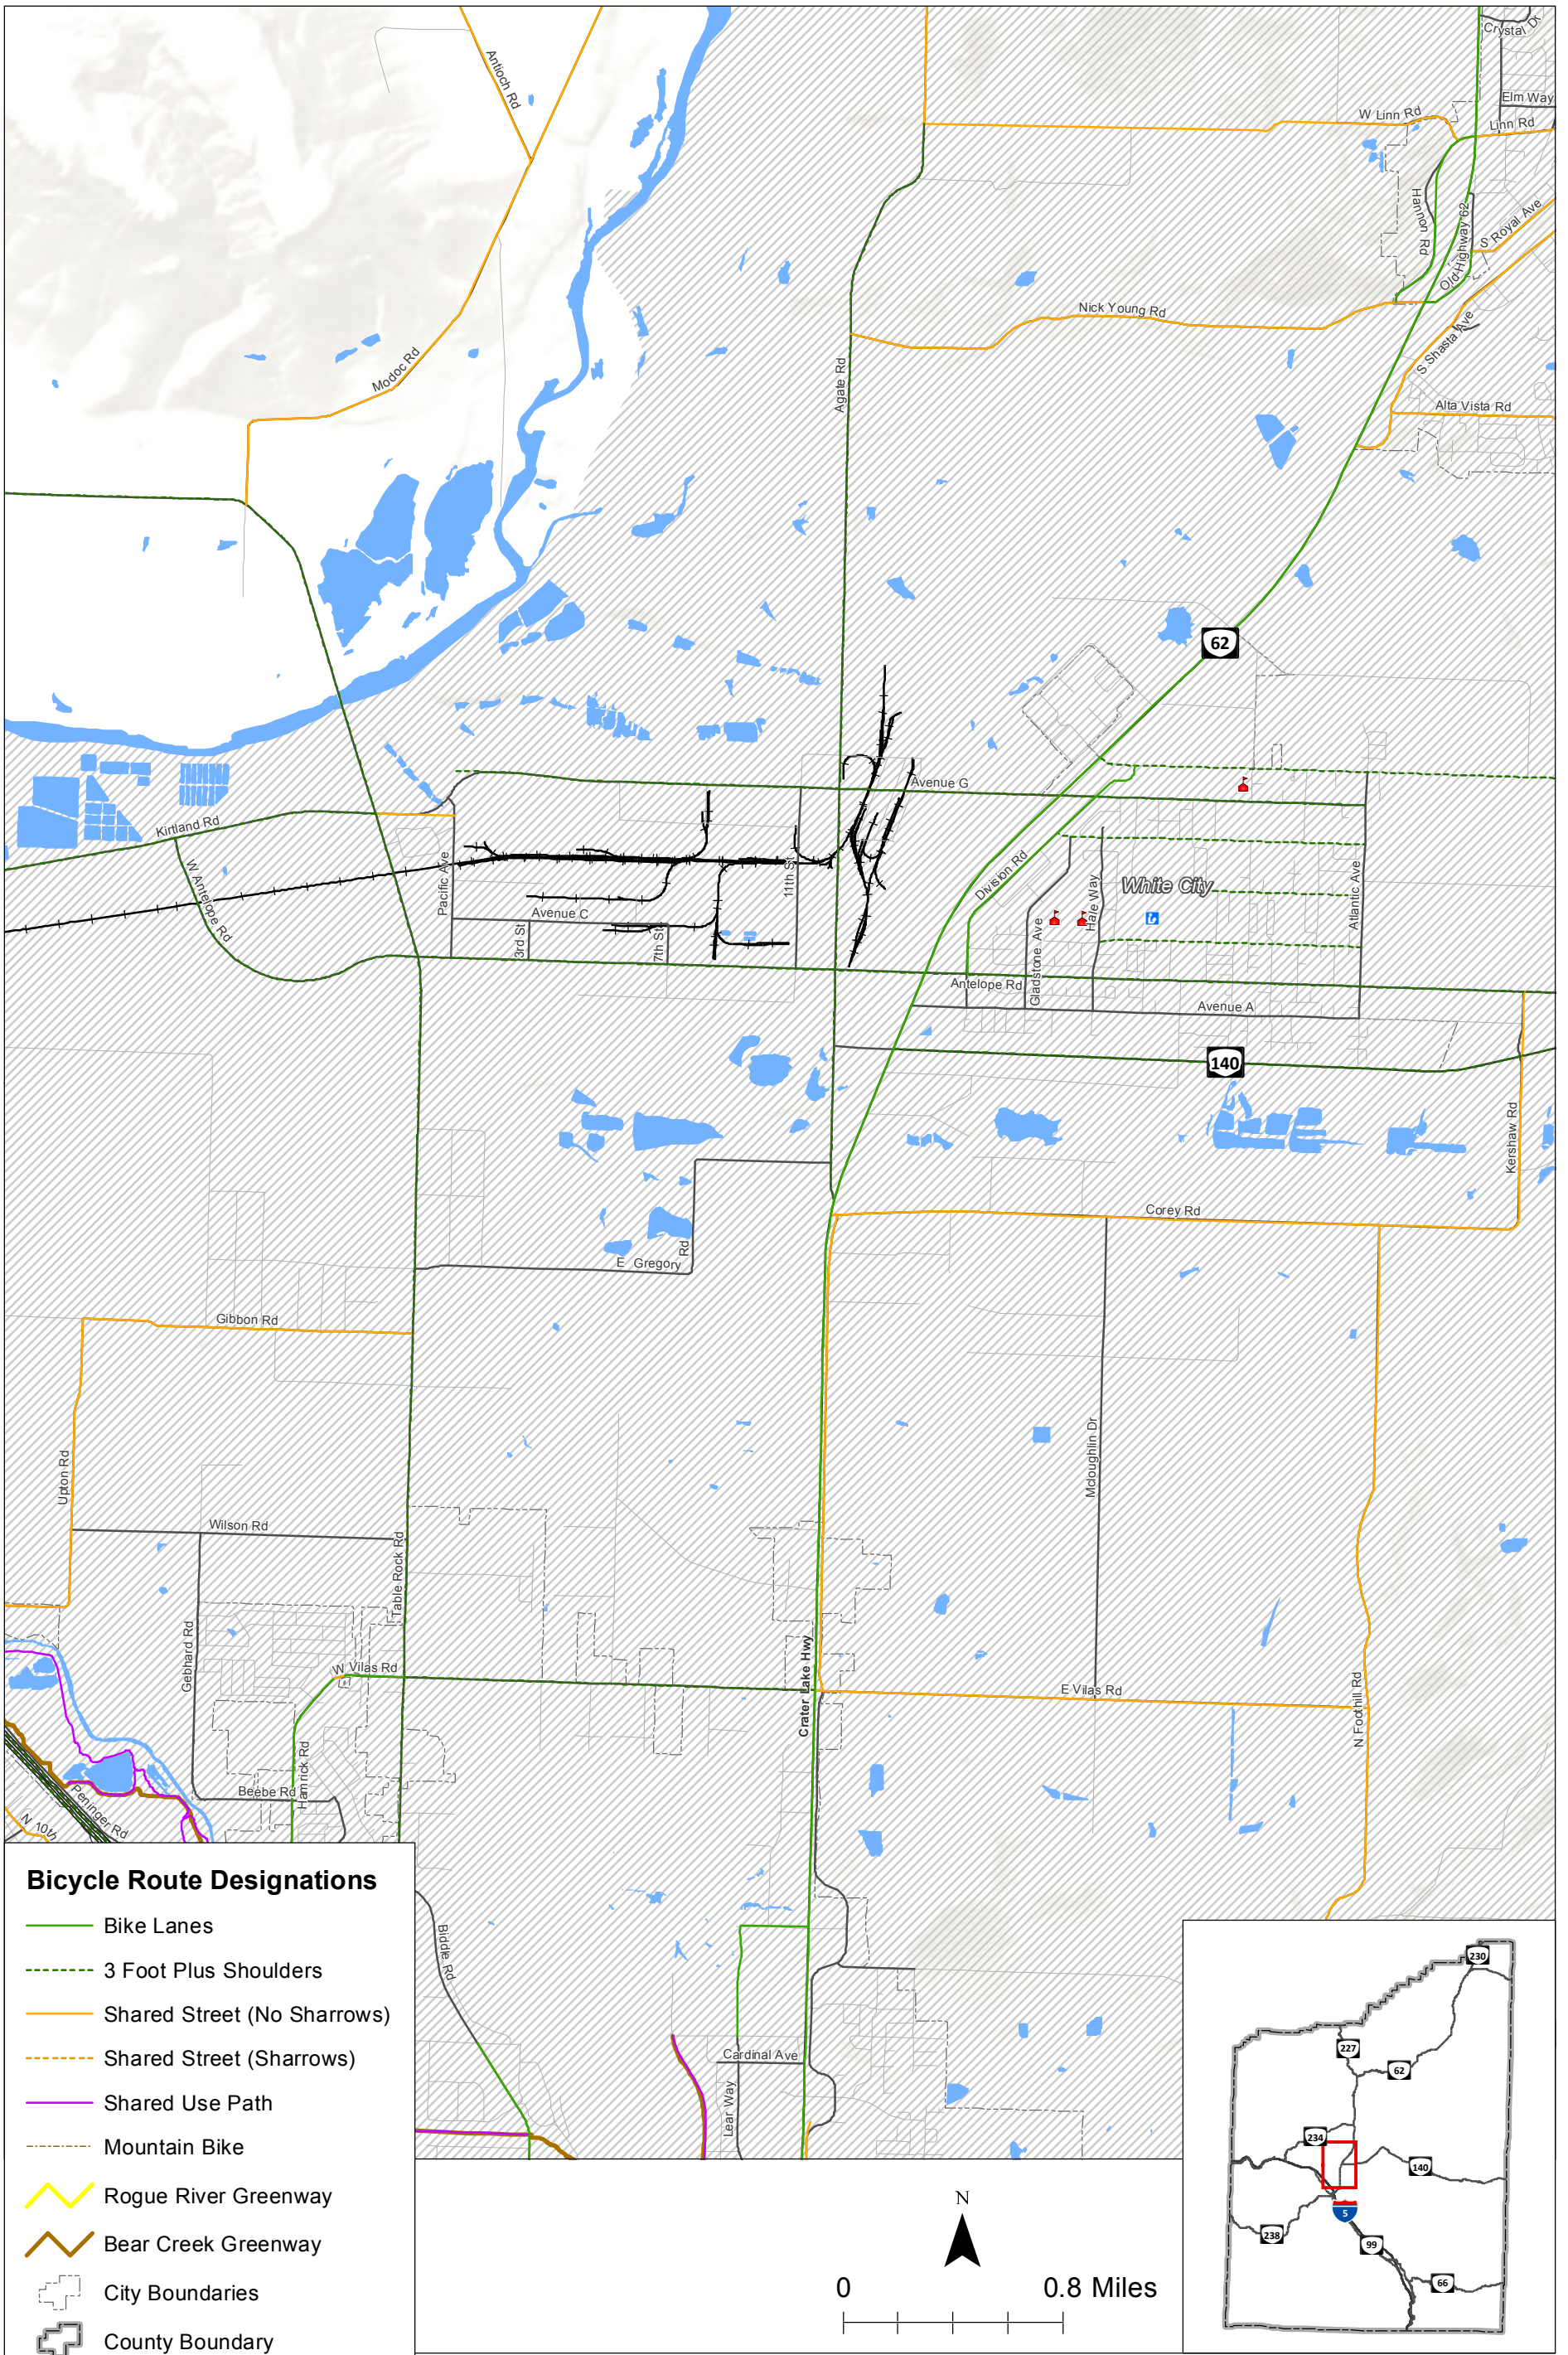 Crystal Dr
Antioch Rd
Elm Way
W Linn Rd
Linn Rd
Hannon Rd
Old Highway 62
S Royal Ave
Nick Young Rd
S Shasta Ave
Modoc Rd
Agate Rd
Alta Vista Rd
62
Avenue G
Kirtland Rd
W Antelope Rd
Pacific Ave
11th St
Division Rd
White City
Hale Way
Atlantic Ave
Avenue C
3rd St
7th St
Gladstone Ave
Antelope Rd
Avenue A
140
Kershaw Rd
Corey Rd
E Gregory Rd
Gibbon Rd
Upton Rd
Mcloughlin Dr
Wilson Rd
Table Rock Rd
Gebhard Rd
W Vilas Rd
Crater Lake Hwy
E Vilas Rd
N Foothill Rd
Hamrick Rd
Beebe Rd
Peninger Rd
N 10th
Biddle Rd
Cardinal Ave
Lear Way
Bicycle Route Designations
Bike Lanes
3 Foot Plus Shoulders
Shared Street (No Sharrows)
Shared Street (Sharrows)
Shared Use Path
Mountain Bike
Rogue River Greenway
Bear Creek Greenway
City Boundaries
County Boundary
N
0 0.8 Miles
230
227
62
234
140
5
238
99
66